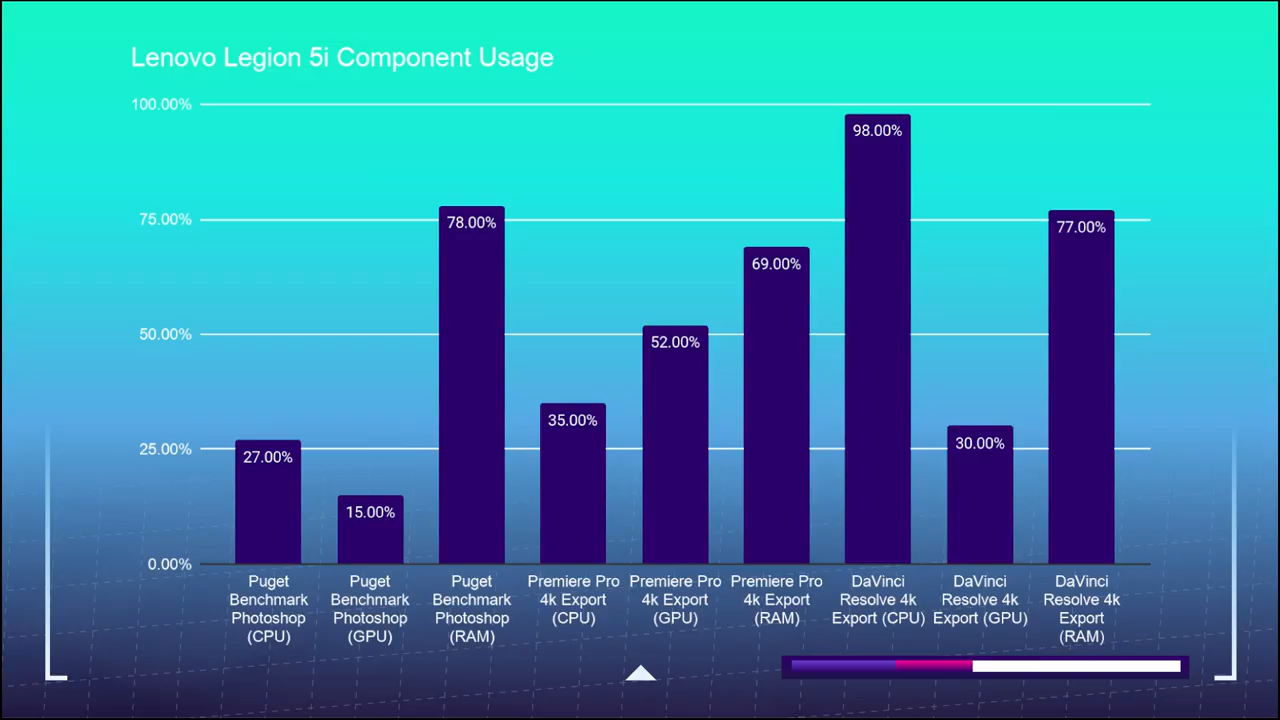 Lenovo Legion 5i Component Usage
100.00%
75.00%
50.00%
25.00%
0.00%
27.00%
15.00%
78.00%
35.00%
52.00%
69.00%
98.00%
30.00%
77.00%
Puget
Benchmark
Photoshop
(CPU)
Puget
Benchmark
Photoshop
(GPU)
Puget
Benchmark
Photoshop
(RAM)
Premiere Pro
4k Export
(CPU)
Premiere Pro
4k Export
(GPU)
Premiere Pro
4k Export
(RAM)
DaVinci
Resolve 4k
Export (CPU)
DaVinci
Resolve 4k
Export (GPU)
DaVinci
Resolve 4k
Export
(RAM)